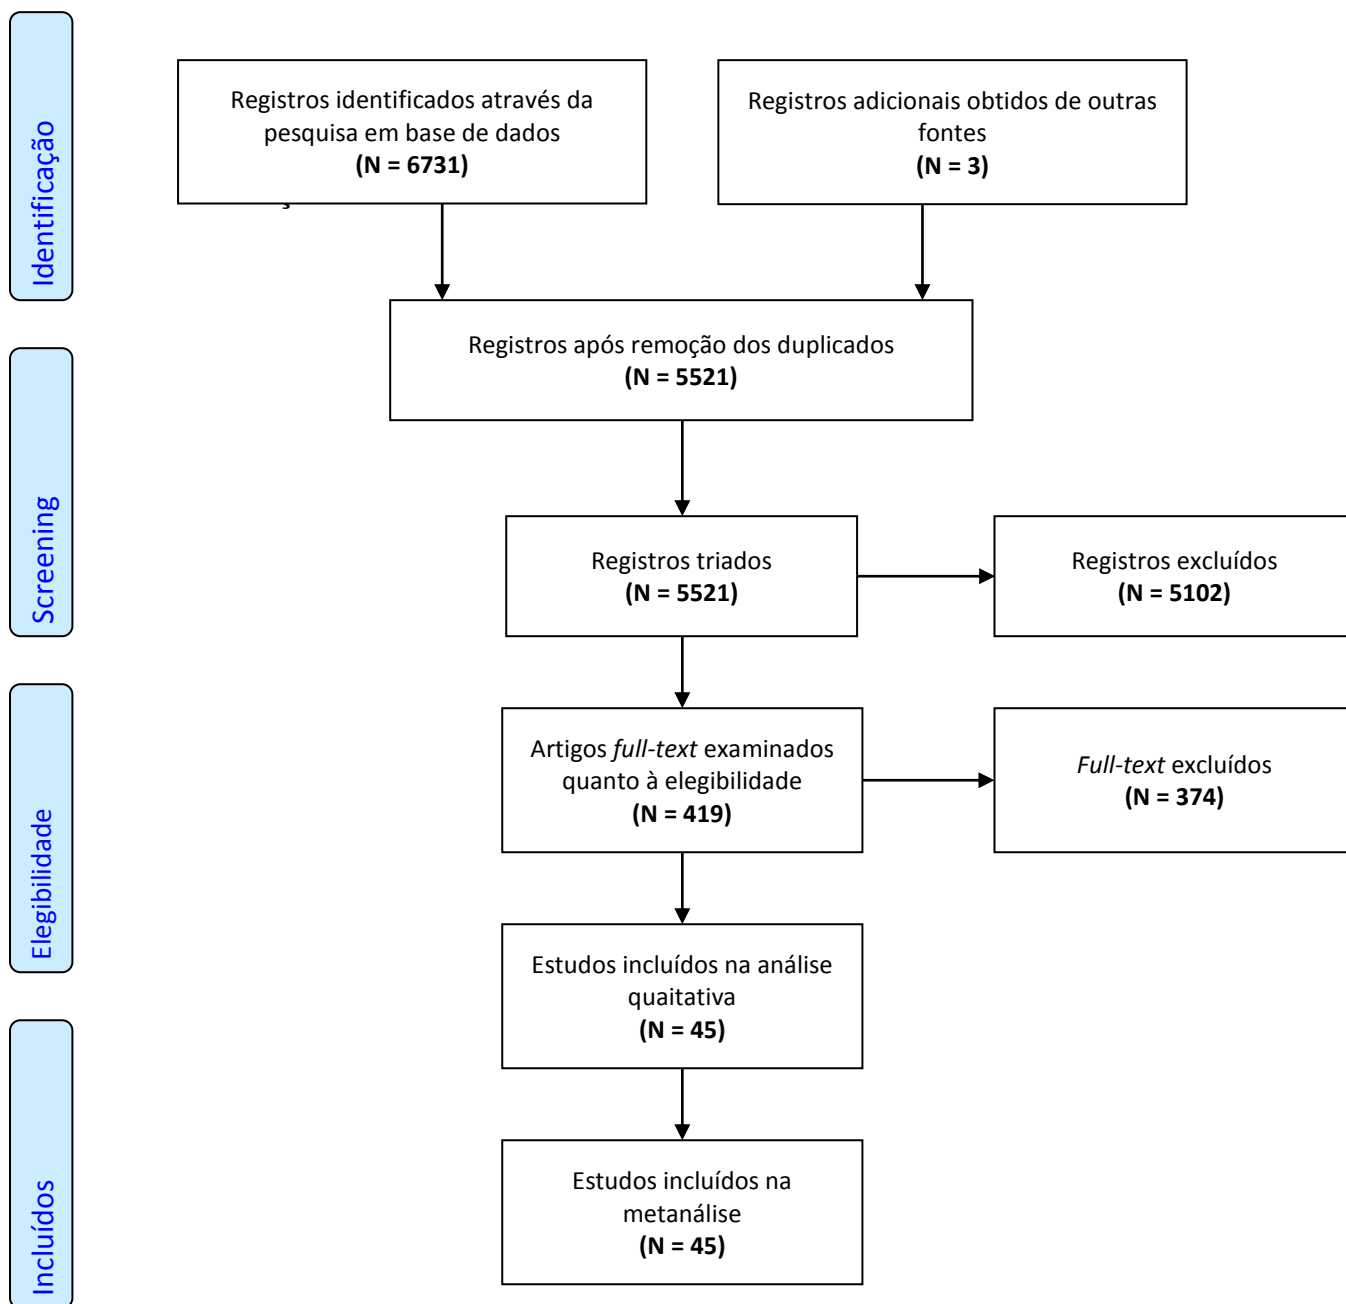 Identificação
Registros identificados através da
pesquisa em base de dados
(N = 6731)
Registros adicionais obtidos de outras
fontes
(N = 3)
Registros após remoção dos duplicados
(N = 5521)
Screening
Registros triados
(N = 5521)
Registros excluídos
(N = 5102)
Elegibilidade
Artigos full-text examinados
quanto à elegibilidade
(N = 419)
Full-text excluídos
(N = 374)
Estudos incluídos na análise
quaitativa
(N = 45)
Incluídos
Estudos incluídos na
metanálise
(N = 45)